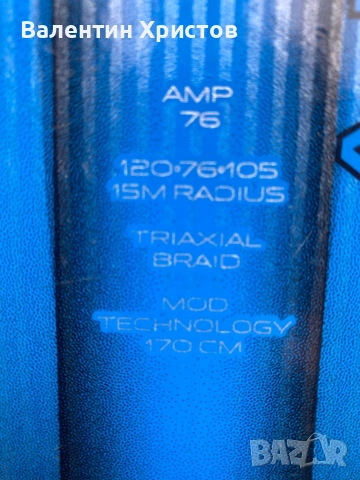 Валентин Христов
AMP
76
120•76•105
15M RADIUS
TRIAXIAL
BRAID
MOD
TECHNOLOGY
170 CM
BAZAR